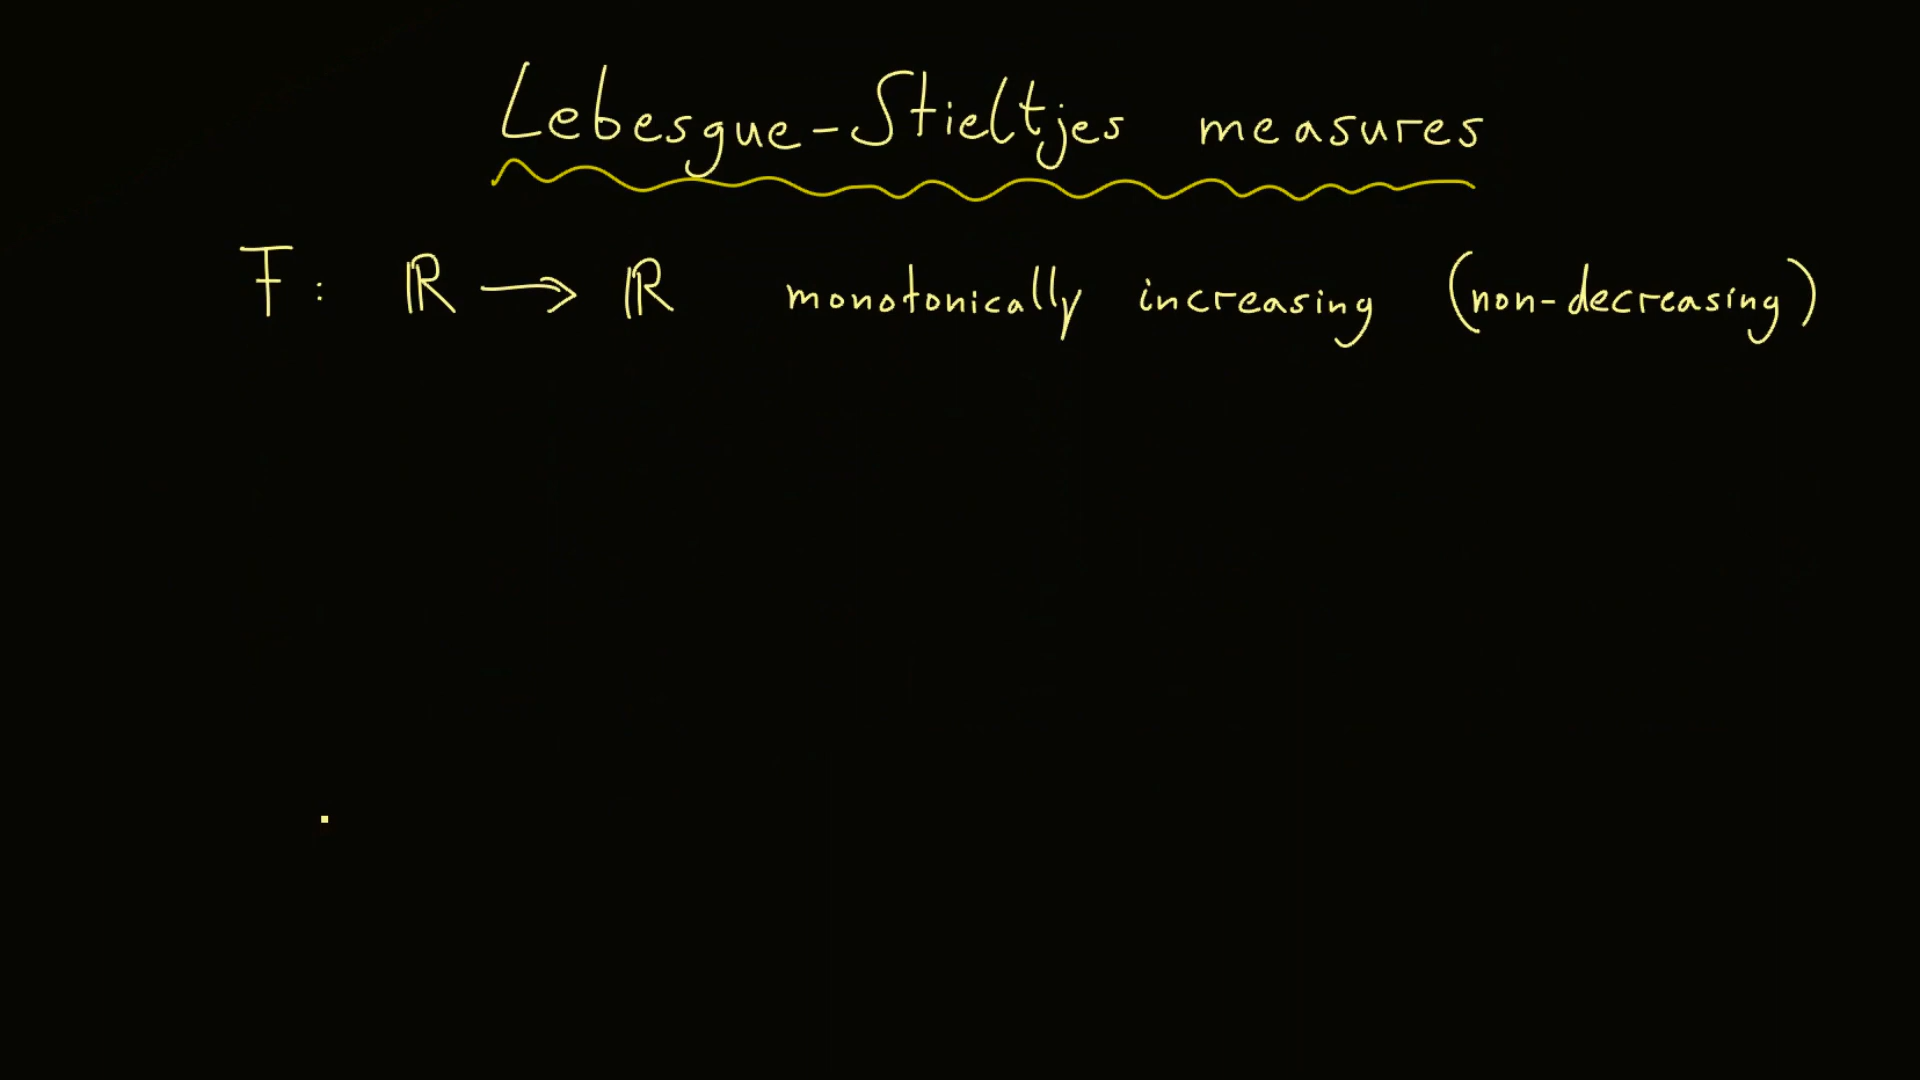 Lebesgue-Stieltjes measures
F: ℝ ⟶ ℝ monotonically increasing (non-decreasing)